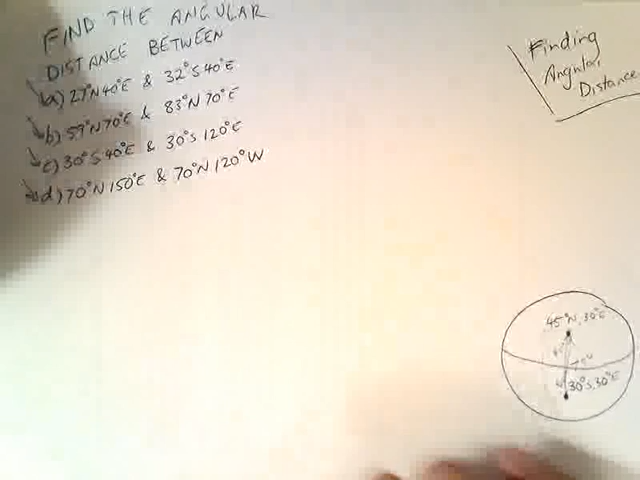 FIND THE ANGULAR
DISTANCE BETWEEN
a) 27°N 40°E & 32°S 40°E
b) 59°N 70°E & 83°N 70°E
c) 30°S 40°E & 30°S 120°E
d) 70°N 150°E & 70°N 120°W
Finding
Angular
Distance
45°N, 30°E
30°S, 30°E